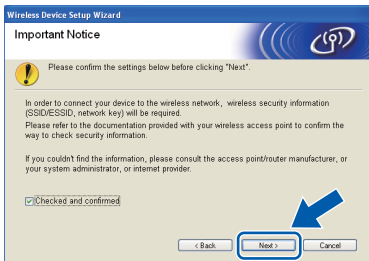 Wireless Device Setup Wizard
Important Notice
Please confirm the settings below before clicking "Next".
In order to connect your device to the wireless network, wireless security information
(SSID/ESSID, network key) will be required.
Please refer to the documentation provided with your wireless access point to confirm the
way to check security information.
If you couldn't find the information, please consult the access point/router manufacturer, or
your system administrator, or internet provider.
Checked and confirmed
< Back
Next >
Cancel